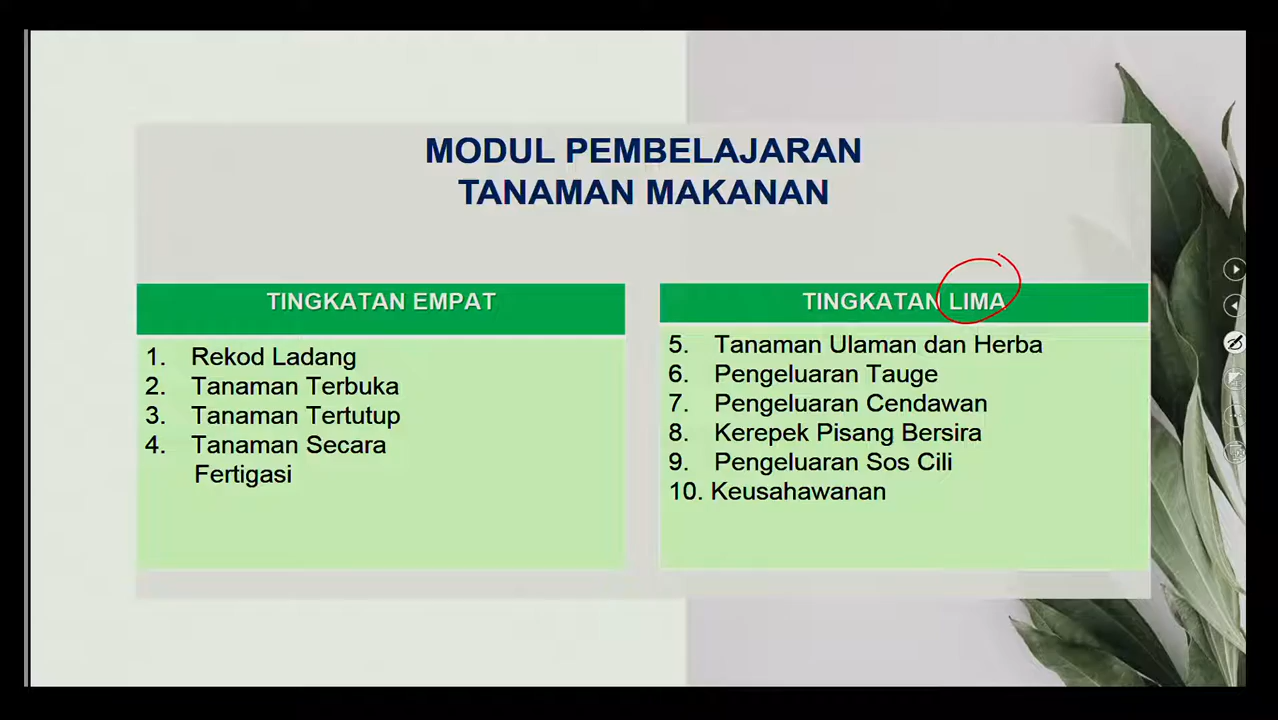 MODUL PEMBELAJARAN
TANAMAN MAKANAN
TINGKATAN EMPAT
1. Rekod Ladang
2. Tanaman Terbuka
3. Tanaman Tertutup
4. Tanaman Secara
Fertigasi
TINGKATAN LIMA
5. Tanaman Ulaman dan Herba
6. Pengeluaran Tauge
7. Pengeluaran Cendawan
8. Kerepek Pisang Bersira
9. Pengeluaran Sos Cili
10. Keusahawanan